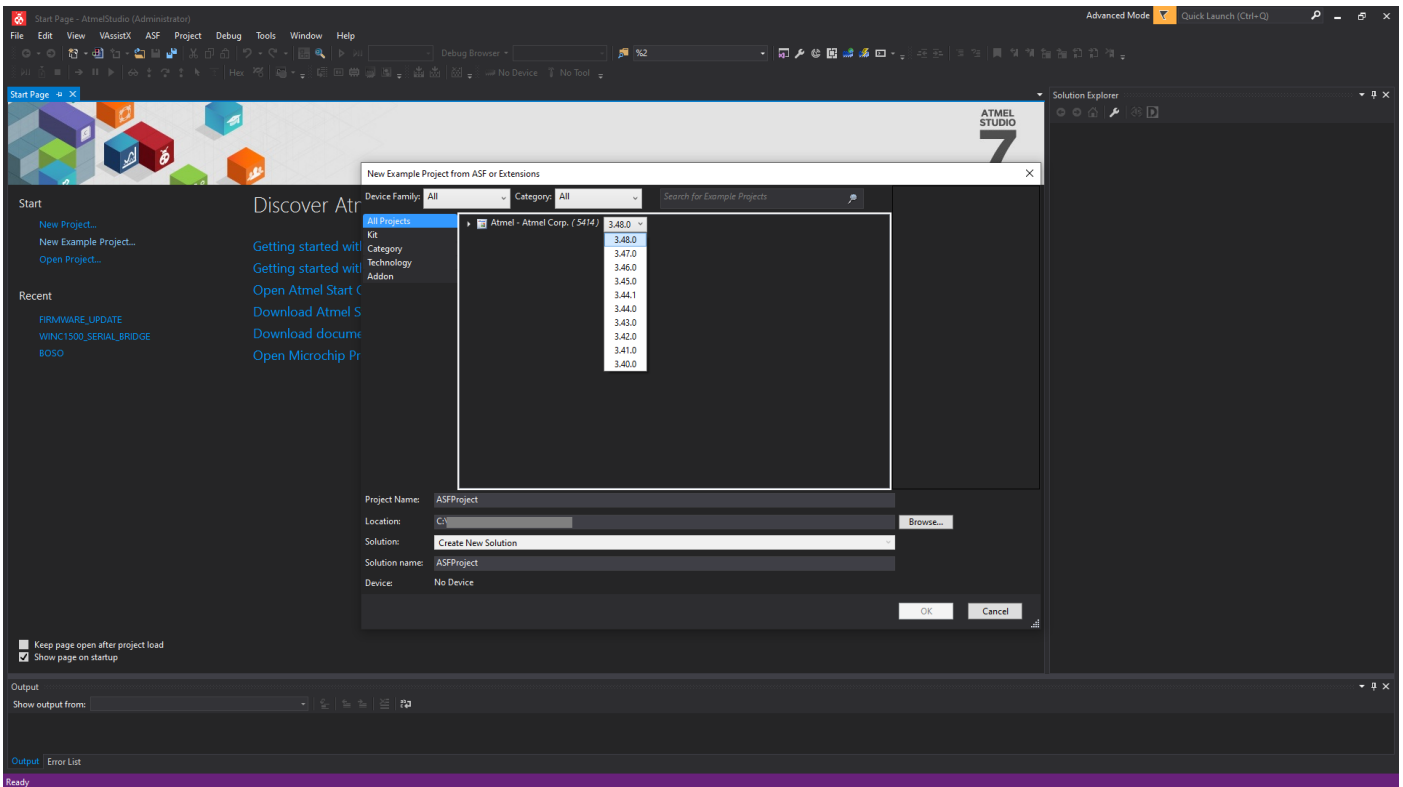 Start Page - AtmelStudio (Administrator)
Advanced Mode
Quick Launch (Ctrl+Q)
File Edit View VAssistX ASF Project Debug Tools Window Help
Debug Browser
%2
Hex
No Device
No Tool
Start Page
Solution Explorer
ATMEL
STUDIO
7
Start
New Project...
New Example Project...
Open Project...
Recent
FIRMWARE_UPDATE
WINC1500_SERIAL_BRIDGE
BOSO
Discover Atr
Getting started wit
Getting started wit
Open Atmel Start
Download Atmel S
Download docume
Open Microchip Pr
New Example Project from ASF or Extensions
Device Family: All
Category: All
Search for Example Projects
All Projects
Kit
Category
Technology
Addon
Atmel - Atmel Corp. (5414)
3.48.0
3.48.0
3.47.0
3.46.0
3.45.0
3.44.1
3.44.0
3.43.0
3.42.0
3.41.0
3.40.0
Project Name: ASFProject
Location: C:\
Browse...
Solution: Create New Solution
Solution name: ASFProject
Device: No Device
OK
Cancel
Keep page open after project load
Show page on startup
Output
Show output from:
Output
Error List
Ready